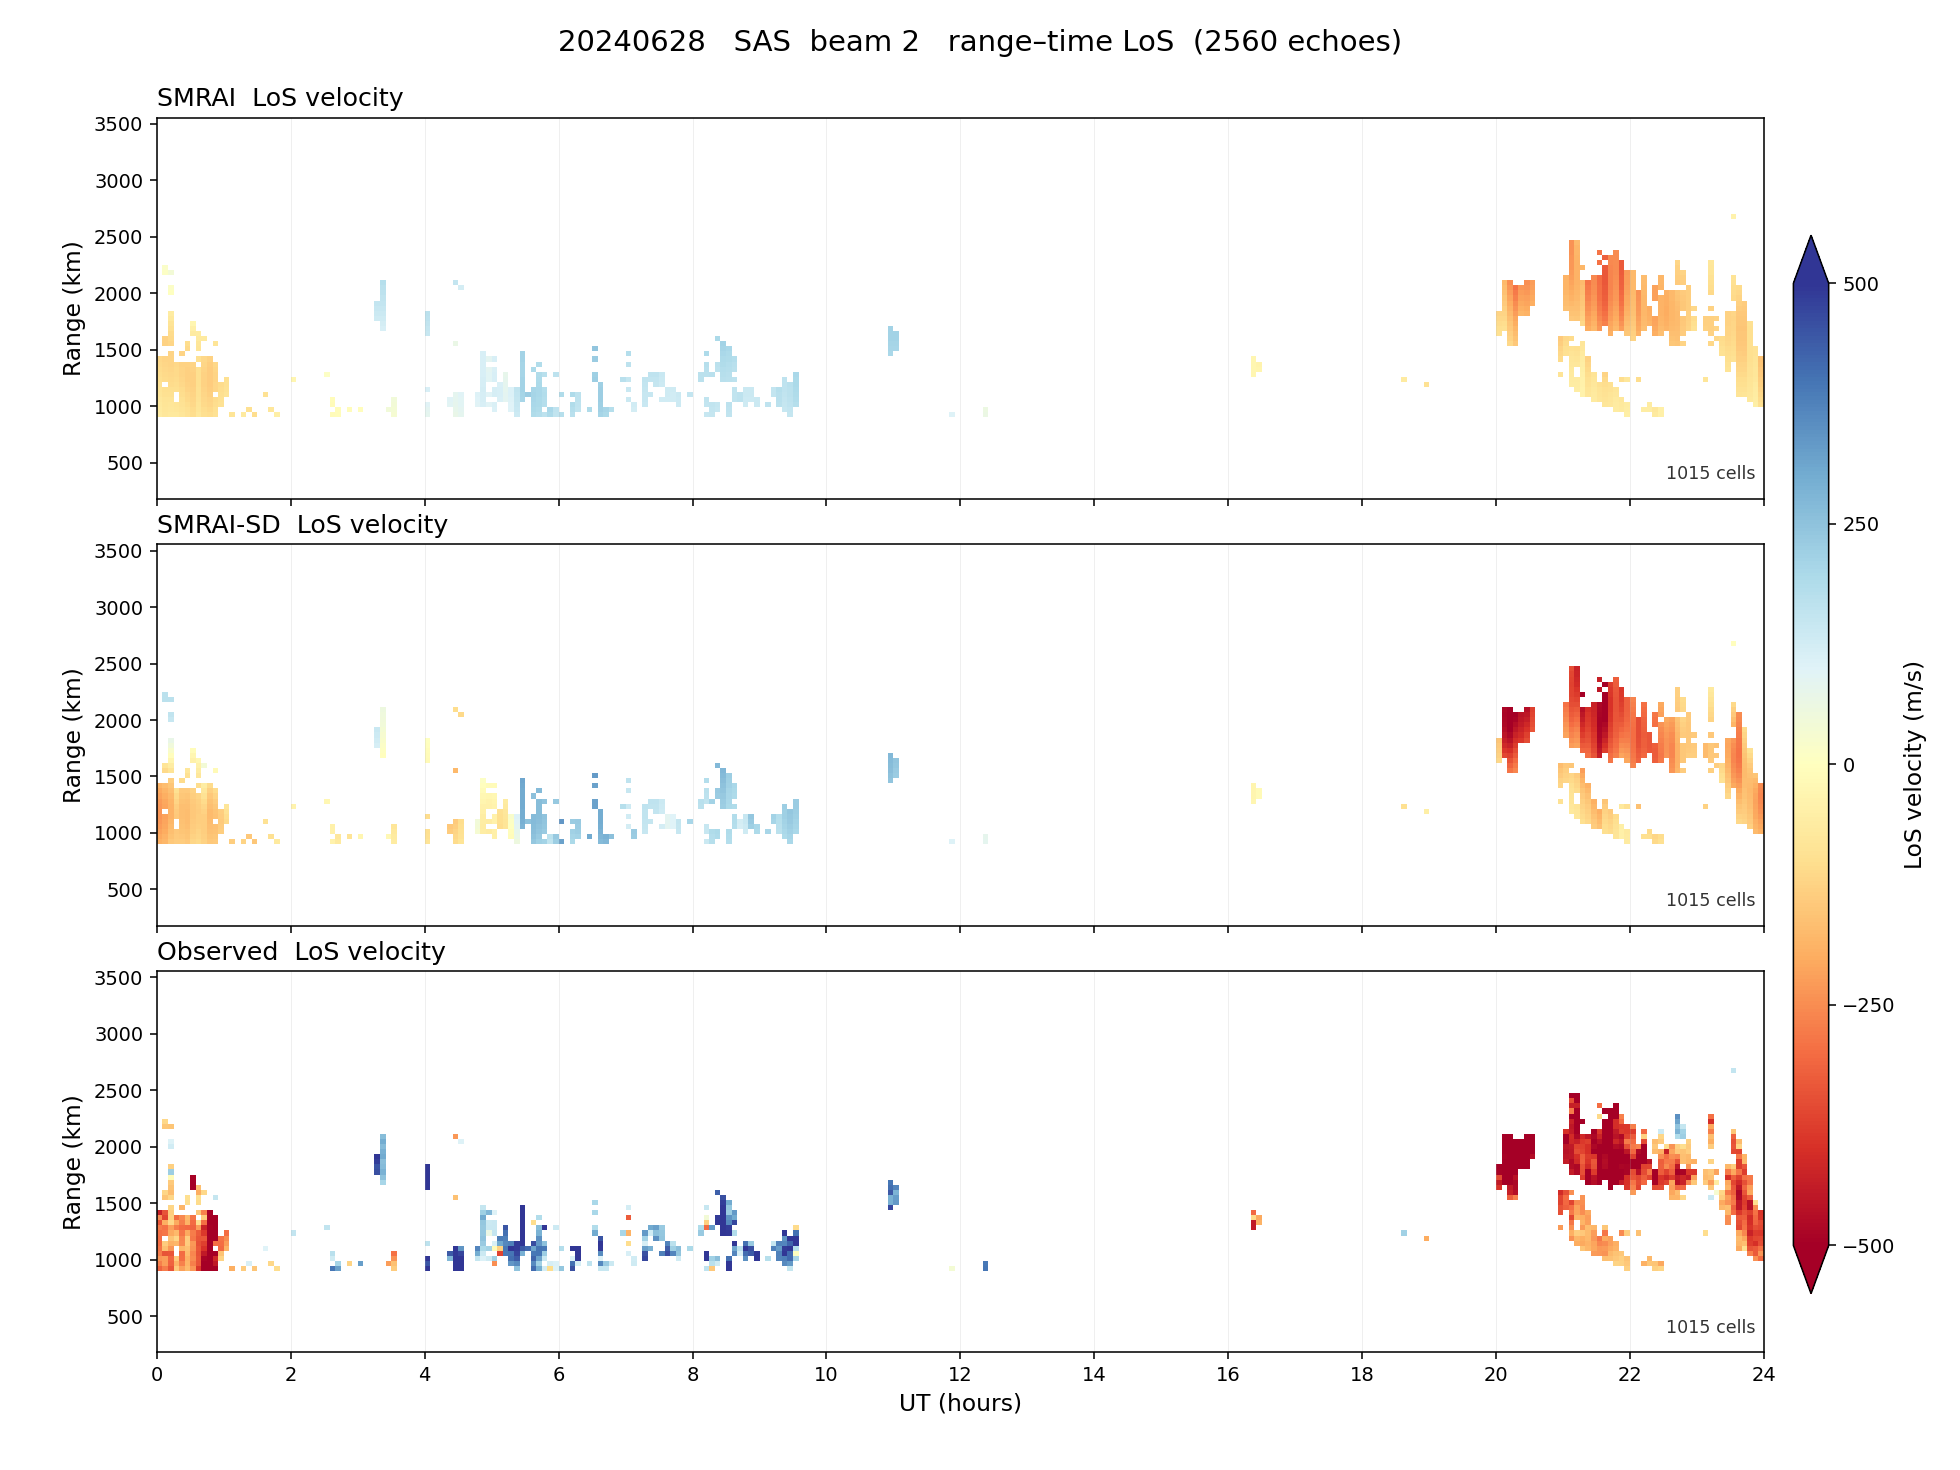 20240628   SAS  beam 2   range–time LoS  (2560 echoes)
SMRAI  LoS velocity
3500
3000
2500
2000
1500
1000
500
Range (km)
1015 cells
SMRAI-SD  LoS velocity
3500
3000
2500
2000
1500
1000
500
Range (km)
1015 cells
Observed  LoS velocity
3500
3000
2500
2000
1500
1000
500
Range (km)
1015 cells
0 2 4 6 8 10 12 14 16 18 20 22 24
UT (hours)
500
250
0
−250
−500
LoS velocity (m/s)